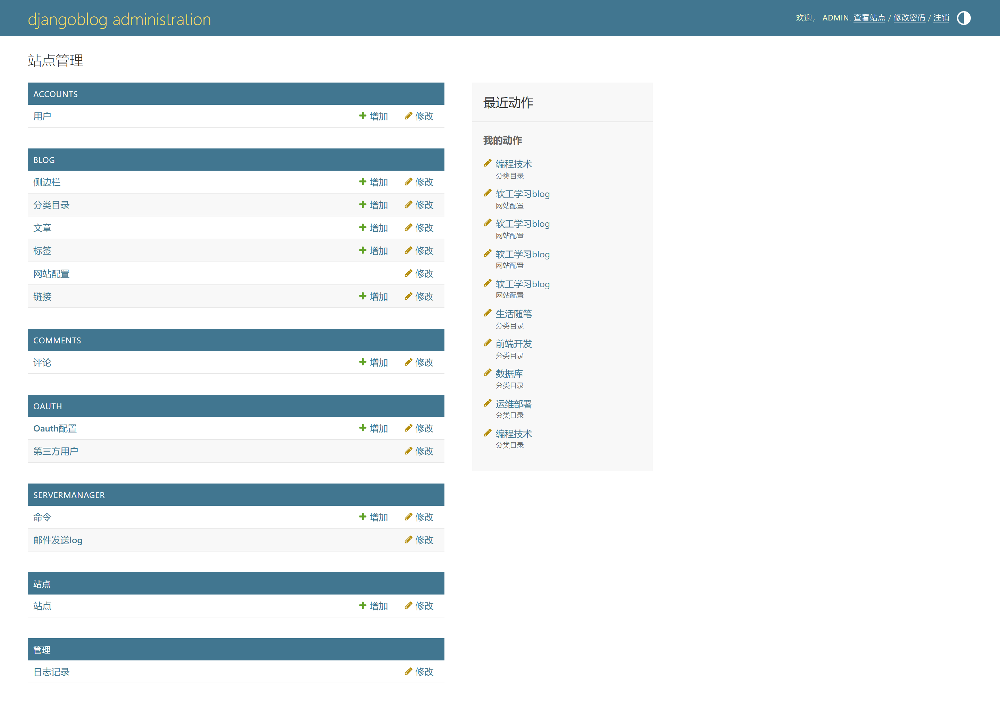 djangoblog administration
欢迎， ADMIN. 查看站点 / 修改密码 / 注销
站点管理
ACCOUNTS
用户 增加 修改
BLOG
侧边栏 增加 修改
分类目录 增加 修改
文章 增加 修改
标签 增加 修改
网站配置 修改
链接 增加 修改
COMMENTS
评论 增加 修改
OAUTH
Oauth配置 增加 修改
第三方用户 修改
SERVERMANAGER
命令 增加 修改
邮件发送log 修改
站点
站点 增加 修改
管理
日志记录 修改
最近动作
我的动作
编程技术
分类目录
软工学习blog
网站配置
软工学习blog
网站配置
软工学习blog
网站配置
软工学习blog
网站配置
生活随笔
分类目录
前端开发
分类目录
数据库
分类目录
运维部署
分类目录
编程技术
分类目录